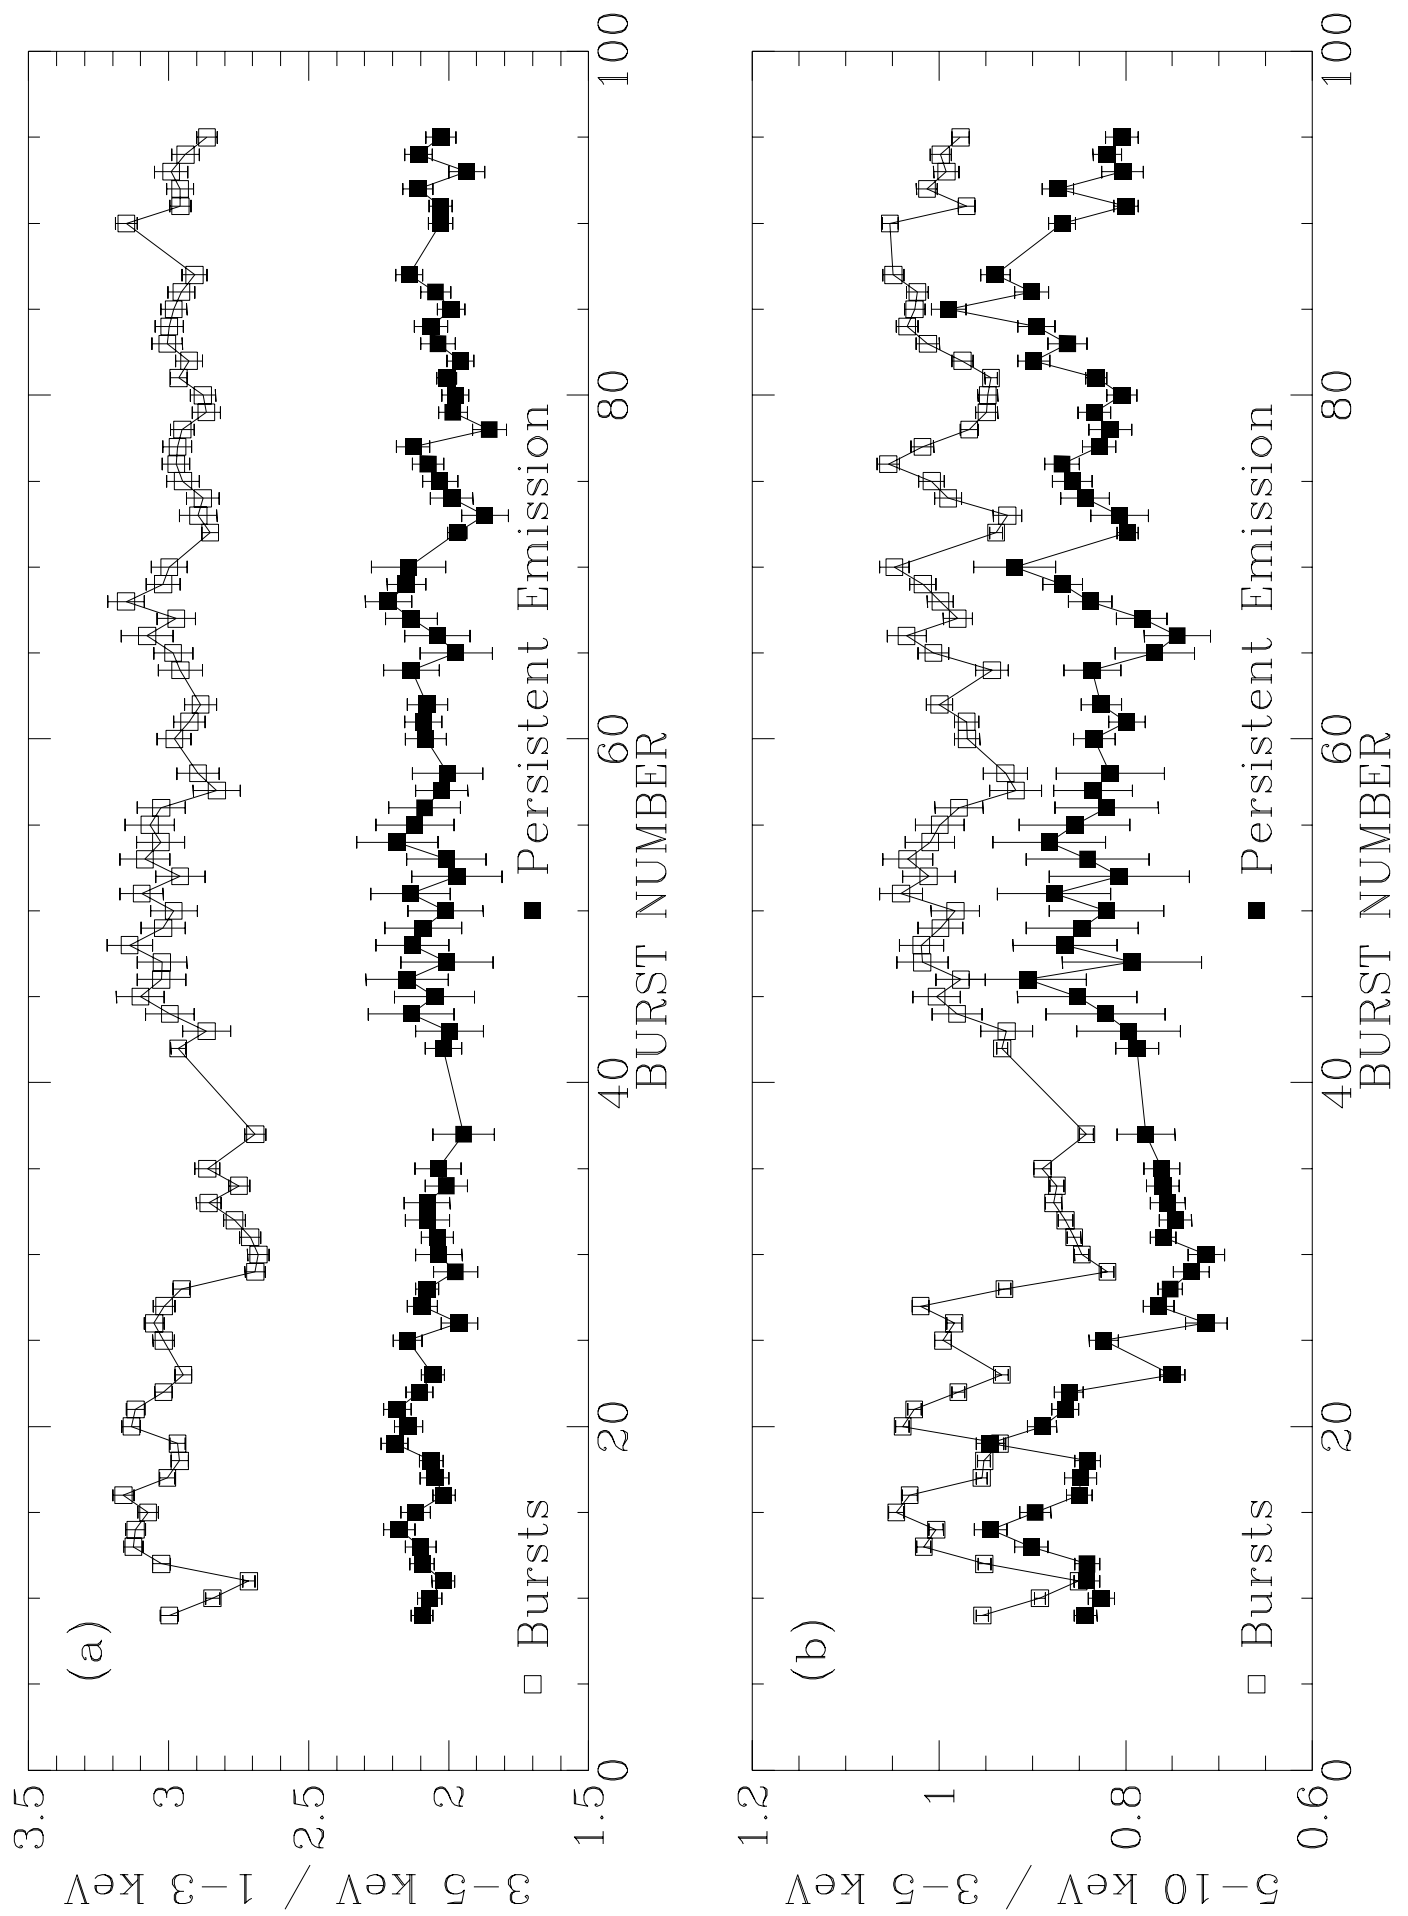 (a)
3-5 keV / 1-3 keV
3.5
3
2.5
2
1.5
□ Bursts
■ Persistent Emission
0
20
40
60
80
100
BURST NUMBER
(b)
5-10 keV / 3-5 keV
1.2
1
0.8
0.6
□ Bursts
■ Persistent Emission
0
20
40
60
80
100
BURST NUMBER